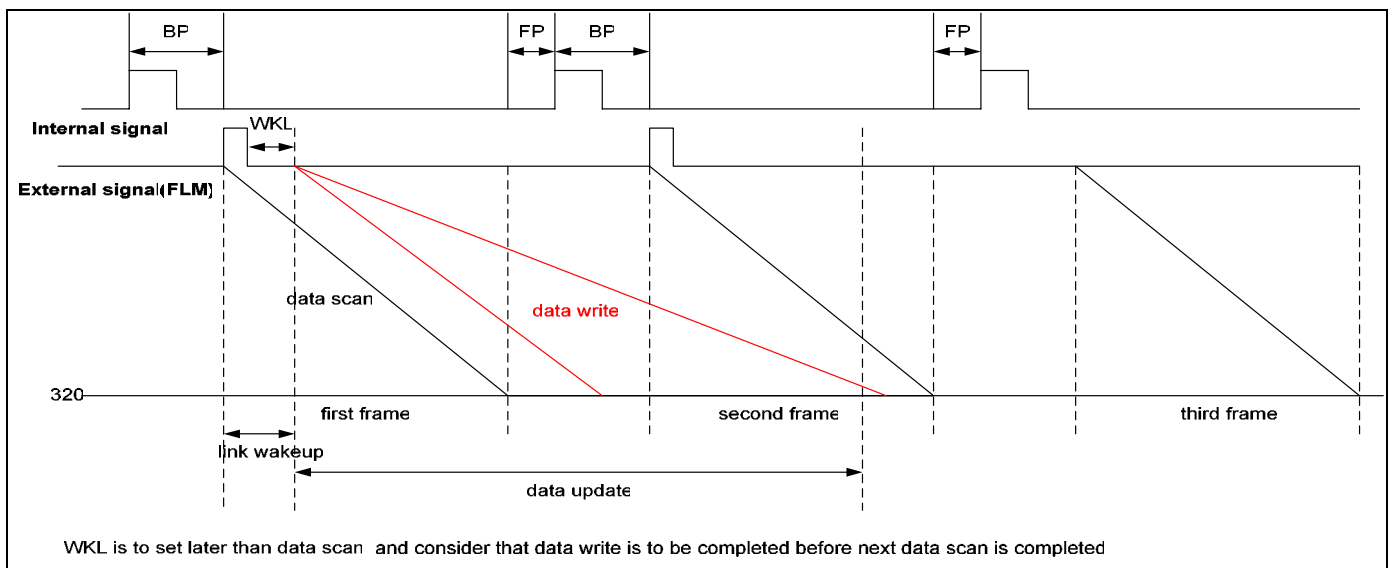 BP
FP
BP
FP
Internal signal
WKL
External signal(FLM)
data scan
data write
320
first frame
second frame
third frame
link wakeup
data update
WKL is to set later than data scan and consider that data write is to be completed before next data scan is completed